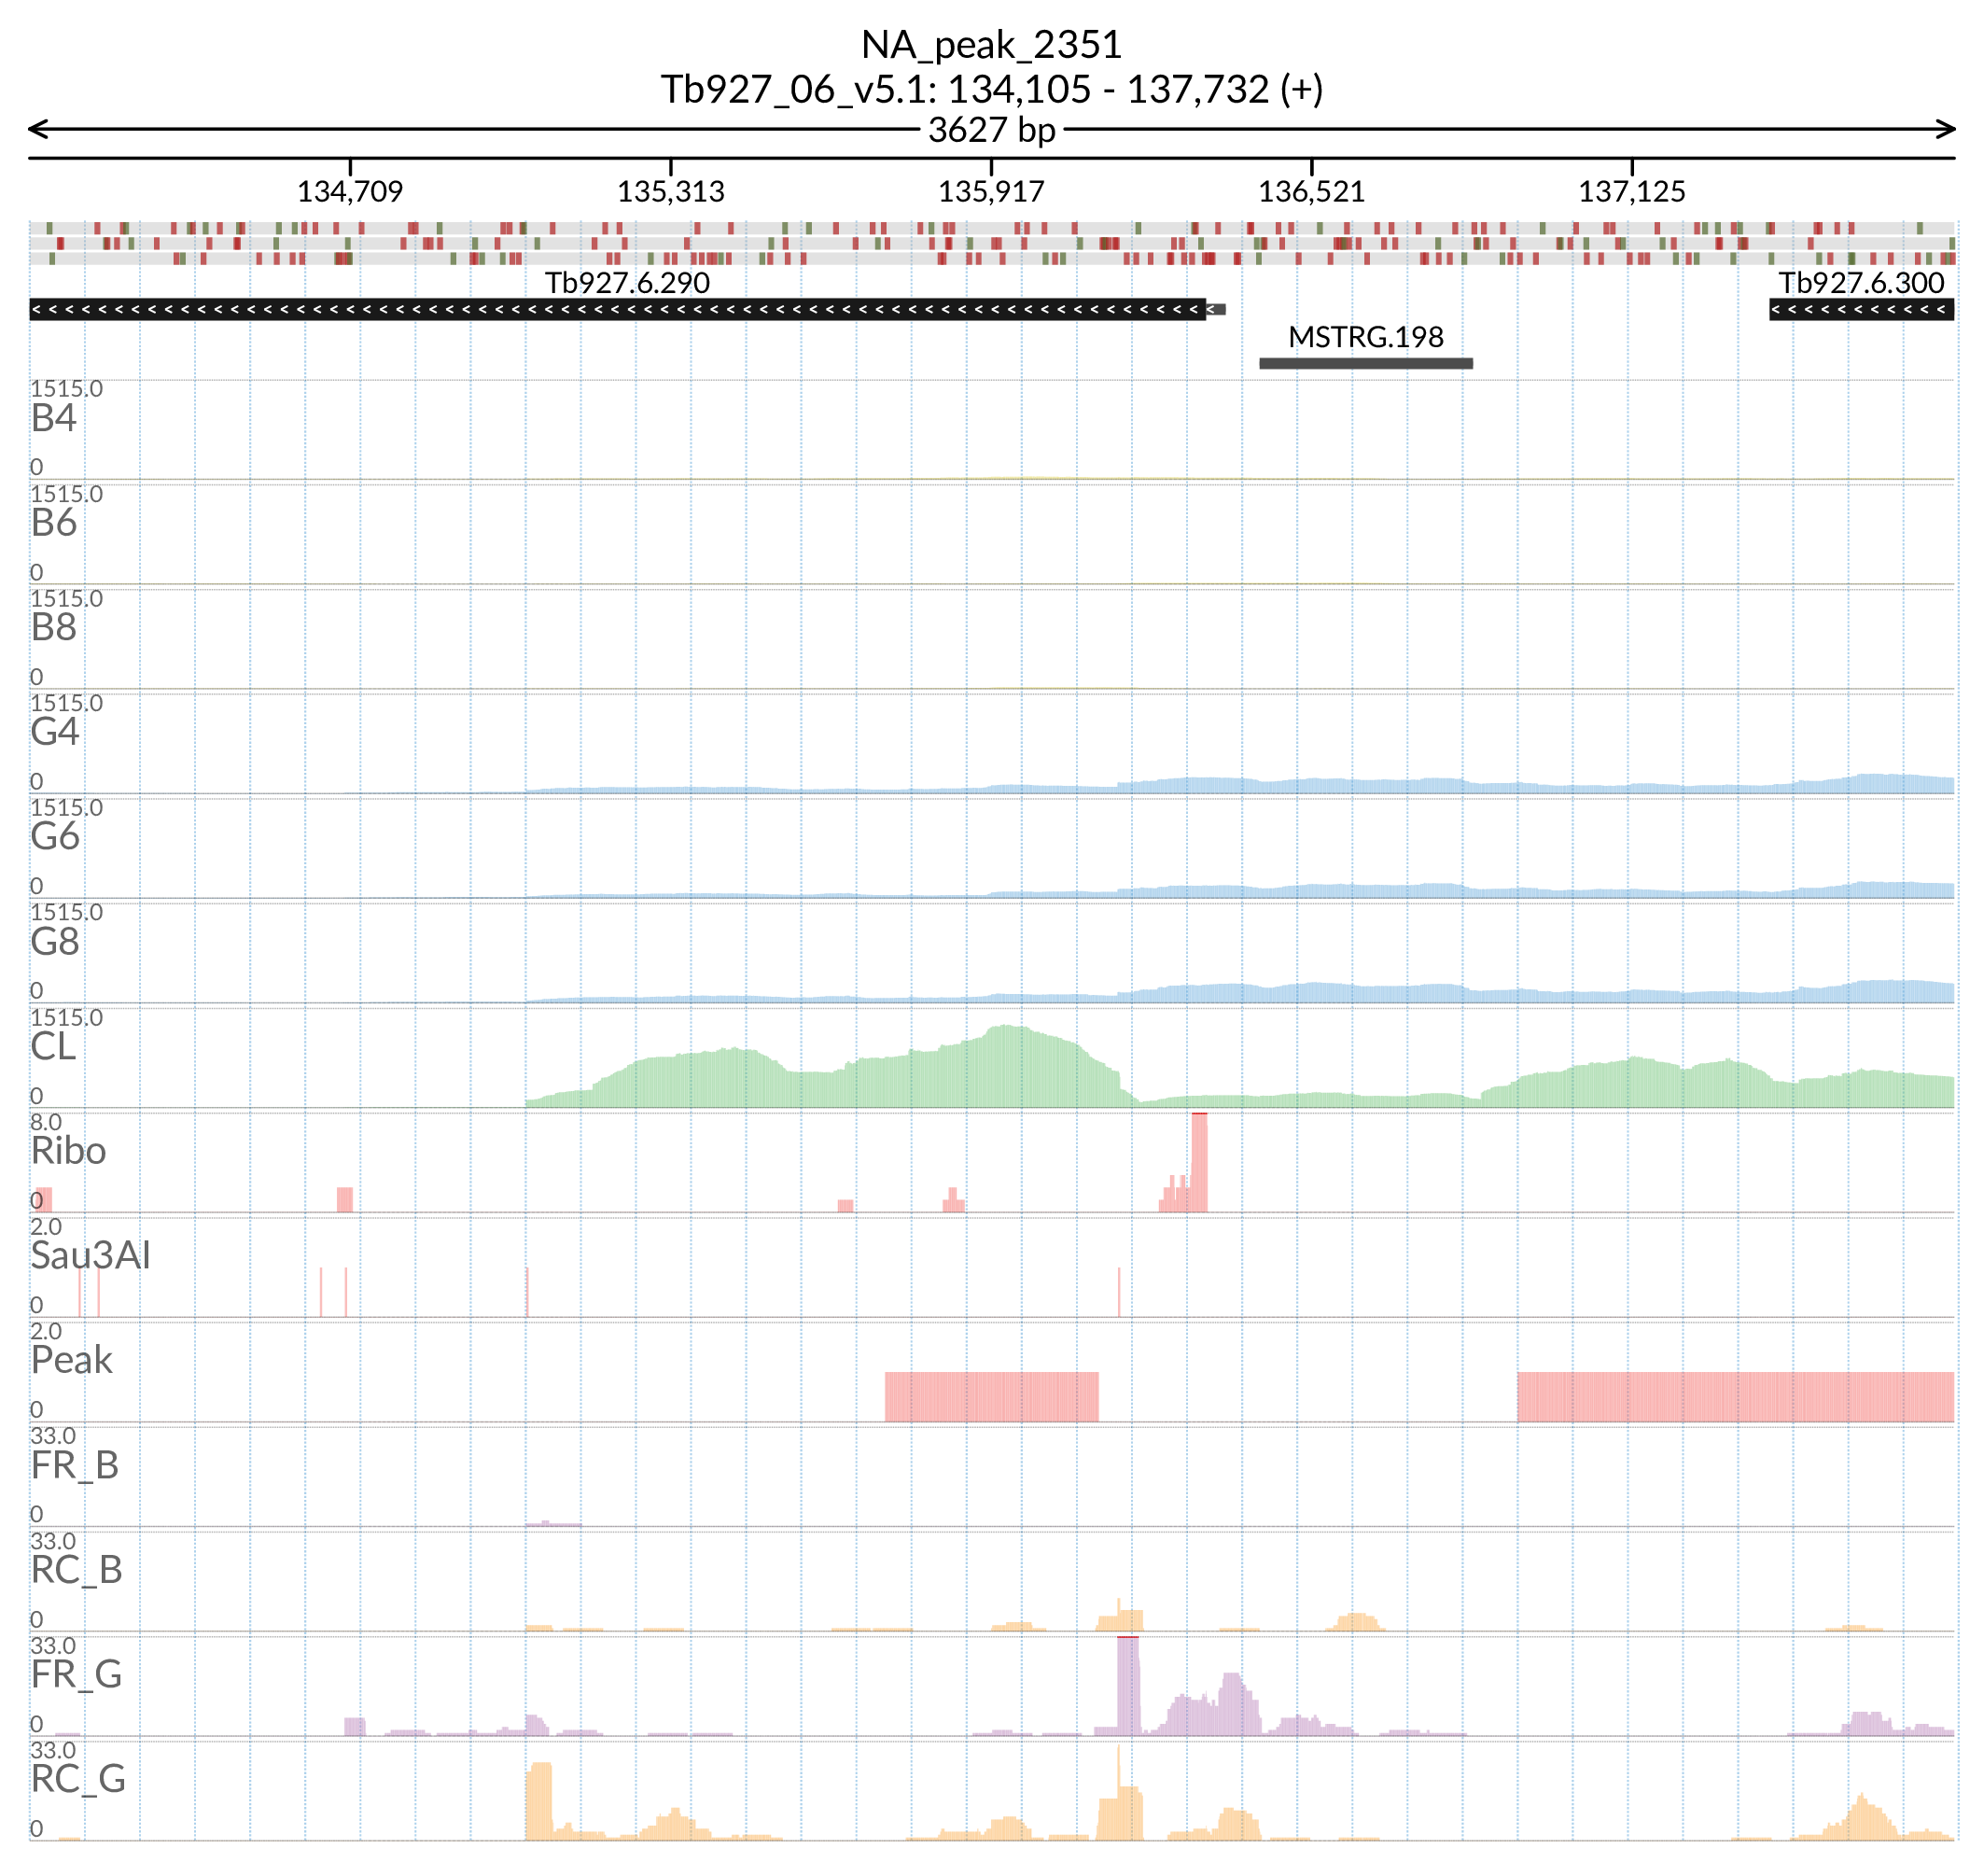 NA_peak_2351
Tb927_06_v5.1: 134,105 - 137,732 (+)
3627 bp
134,709 135,313 135,917 136,521 137,125
Tb927.6.290 Tb927.6.300
MSTRG.198
1515.0
B4
0
1515.0
B6
0
1515.0
B8
0
1515.0
G4
0
1515.0
G6
0
1515.0
G8
0
1515.0
CL
0
8.0
Ribo
0
2.0
Sau3AI
0
2.0
Peak
0
33.0
FR_B
0
33.0
RC_B
0
33.0
FR_G
0
33.0
RC_G
0